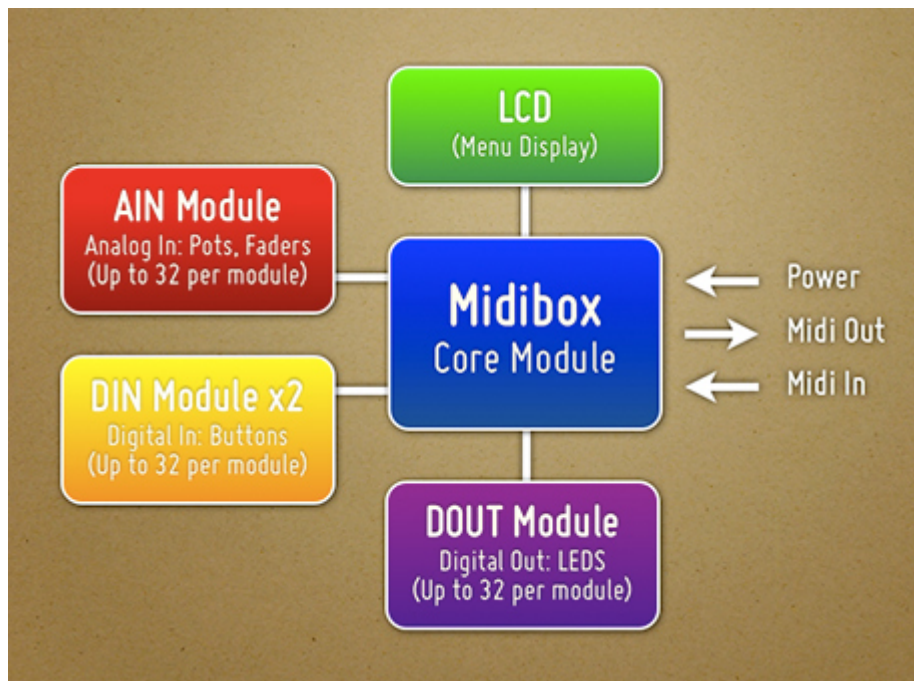 LCD
(Menu Display)
AIN Module
Analog In: Pots, Faders
(Up to 32 per module)
Midibox
Core Module
Power
Midi Out
Midi In
DIN Module x2
Digital In: Buttons
(Up to 32 per module)
DOUT Module
Digital Out: LEDS
(Up to 32 per module)